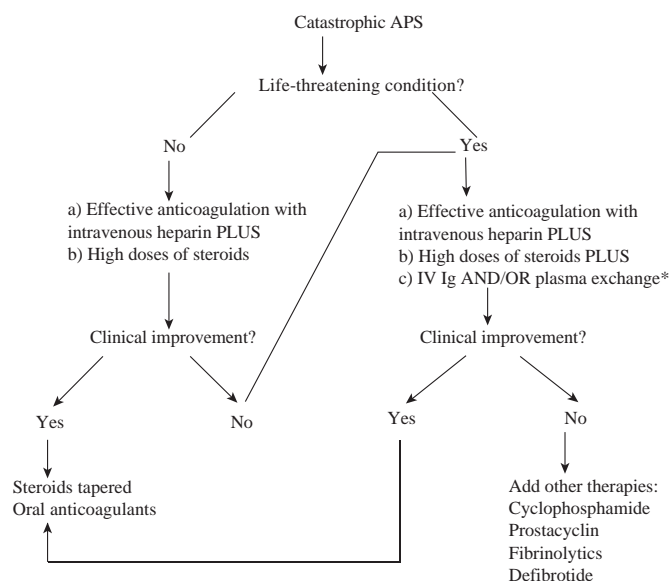 Catastrophic APS
Life-threatening condition?
No
Yes
a) Effective anticoagulation with
intravenous heparin PLUS
b) High doses of steroids
a) Effective anticoagulation with
intravenous heparin PLUS
b) High doses of steroids PLUS
c) IV Ig AND/OR plasma exchange*
Clinical improvement?
Clinical improvement?
Yes
No
Yes
No
Steroids tapered
Oral anticoagulants
Add other therapies:
Cyclophosphamide
Prostacyclin
Fibrinolytics
Defibrotide